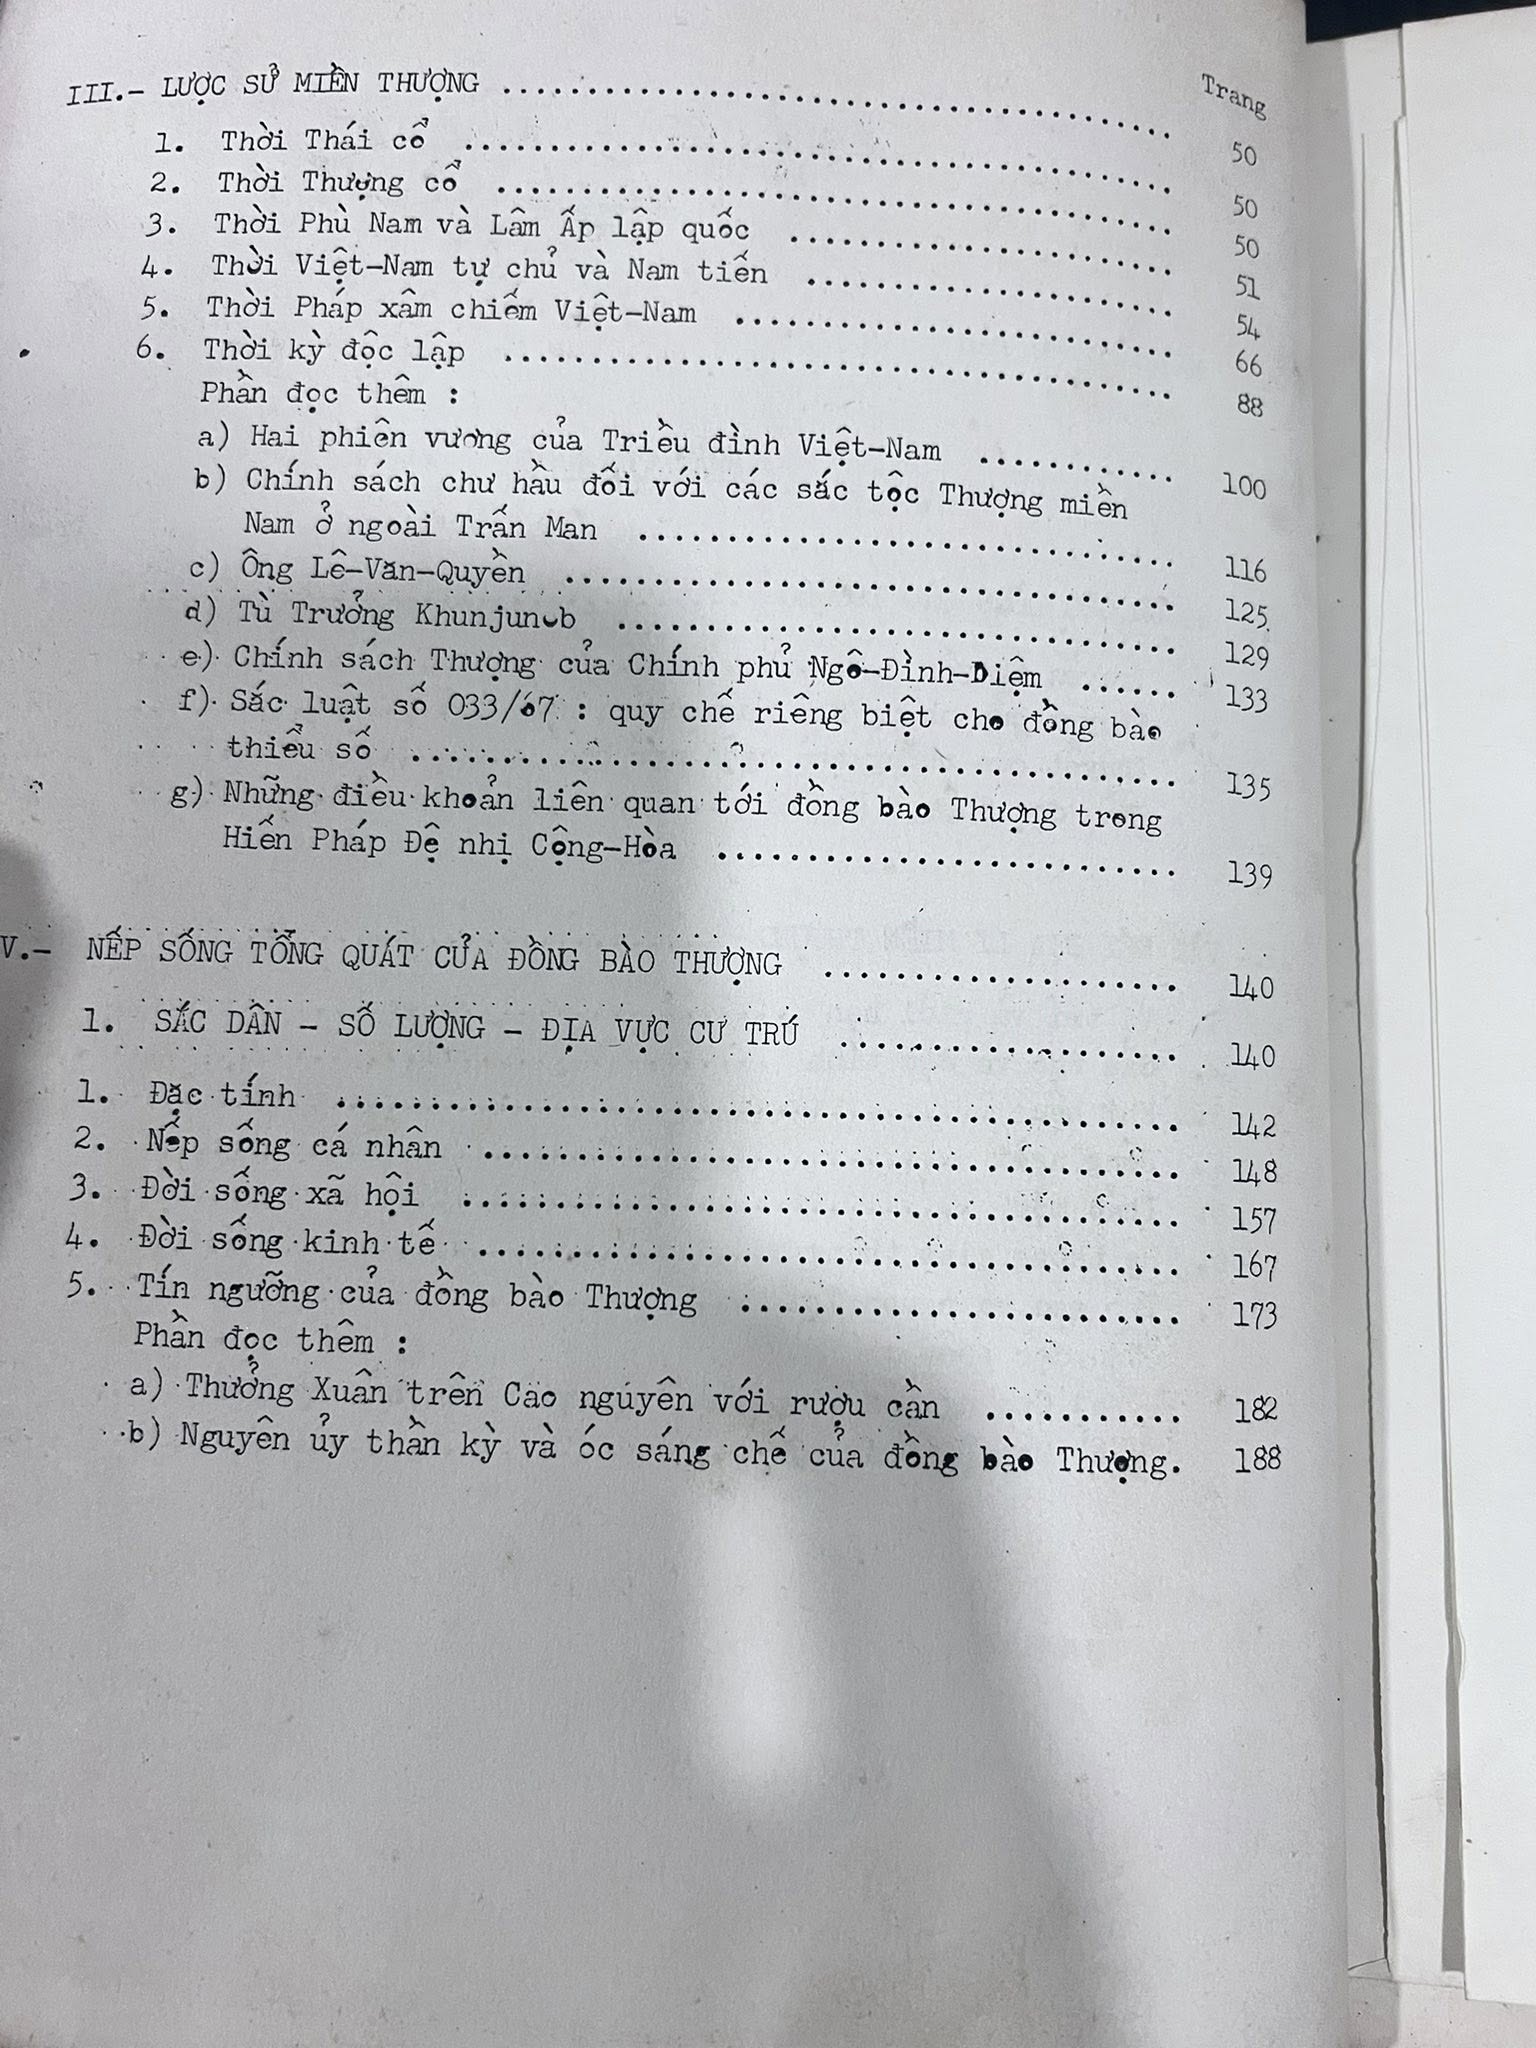 Trang
III.- LƯỢC SỬ MIỀN THƯỢNG ........................................ 50
1. Thời Thái cổ ........................................ 50
2. Thời Thượng cổ ........................................ 50
3. Thời Phù Nam và Lâm Ấp lập quốc ...................... 51
4. Thời Việt-Nam tự chủ và Nam tiến ...................... 54
5. Thời Pháp xâm chiếm Việt-Nam .......................... 66
6. Thời kỳ độc lập ........................................ 88
Phần đọc thêm :
a) Hai phiên vương của Triều đình Việt-Nam ............ 100
b) Chính sách chư hầu đối với các sắc tộc Thượng miền
Nam ở ngoài Trấn Man .............................. 116
c) Ông Lê-Văn-Quyền .................................. 125
d) Tù Trưởng Khunjunob .............................. 129
e) Chính sách Thượng của Chính phủ Ngô-Đình-Diệm ...... 133
f) Sắc luật số 033/67 : quy chế riêng biệt cho đồng bào
thiểu số ........................................ 135
g) Những điều khoản liên quan tới đồng bào Thượng trong
Hiến Pháp Đệ nhị Cộng-Hòa .......................... 139
V.- NẾP SỐNG TỔNG QUÁT CỦA ĐỒNG BÀO THƯỢNG .................... 140
1. SẮC DÂN - SỐ LƯỢNG - ĐỊA VỰC CƯ TRÚ ................... 140
1. Đặc tính ........................................ 142
2. Nếp sống cá nhân .................................. 148
3. Đời sống xã hội .................................. 157
4. Đời sống kinh tế .................................. 167
5. Tín ngưỡng của đồng bào Thượng ........................ 173
Phần đọc thêm :
a) Thưởng Xuân trên Cao nguyên với rượu cần ........... 182
b) Nguyên ủy thần kỳ và óc sáng chế của đồng bào Thượng. 188